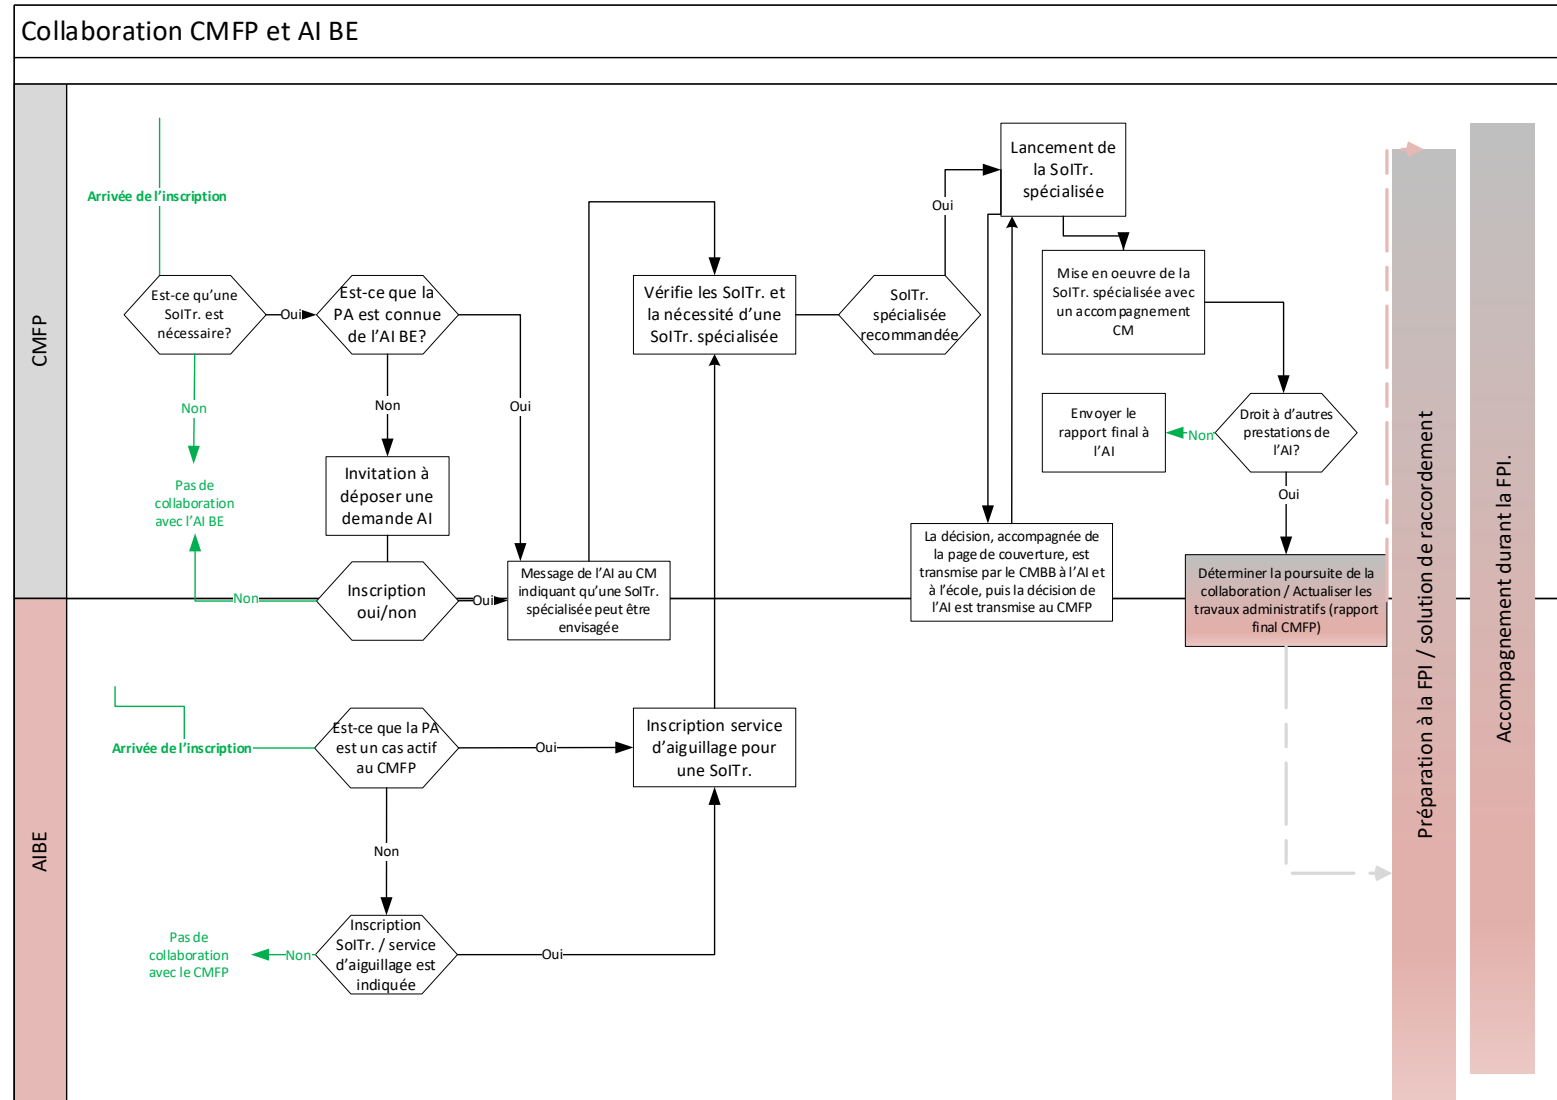 Collaboration CMFP et AI BE
CMFP
Arrivée de l'inscription
Est-ce qu'une
SolTr. est
nécessaire?
Oui
Est-ce que la
PA est connue
de l'AI BE?
Non
Pas de
collaboration
avec l'AI BE
Non
Invitation à
déposer une
demande AI
Oui
Inscription
oui/non
Non
Oui
Message de l'AI au CM
indiquant qu'une SolTr.
spécialisée peut être
envisagée
Vérifie les SolTr. et
la nécessité d'une
SolTr. spécialisée
SolTr.
spécialisée
recommandée
Oui
Lancement de
la SolTr.
spécialisée
Mise en oeuvre de la
SolTr. spécialisée avec
un accompagnement
CM
Droit à d'autres
prestations de
l'AI?
Non
Envoyer le
rapport final à
l'AI
Oui
La décision, accompagnée de
la page de couverture, est
transmise par le CMBB à l'AI et
à l'école, puis la décision de
l'AI est transmise au CMFP
Déterminer la poursuite de la
collaboration / Actualiser les
travaux administratifs (rapport
final CMFP)
Préparation à la FPI / solution de raccordement
Accompagnement durant la FPI.
AIBE
Arrivée de l'inscription
Est-ce que la PA
est un cas actif
au CMFP
Oui
Inscription service
d'aiguillage pour
une SolTr.
Non
Inscription
SolTr. / service
d'aiguillage est
indiquée
Non
Pas de
collaboration
avec le CMFP
Oui